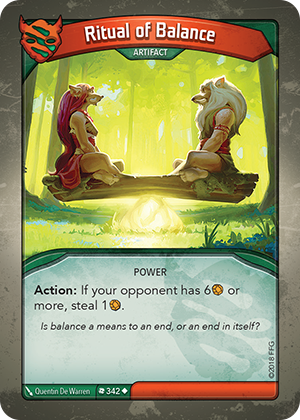 Ritual of Balance
ARTIFACT
POWER
Action: If your opponent has 6 or
more, steal 1.
Is balance a means to an end, or an end in itself?
©2018 FFG
Quentin De Warren
342